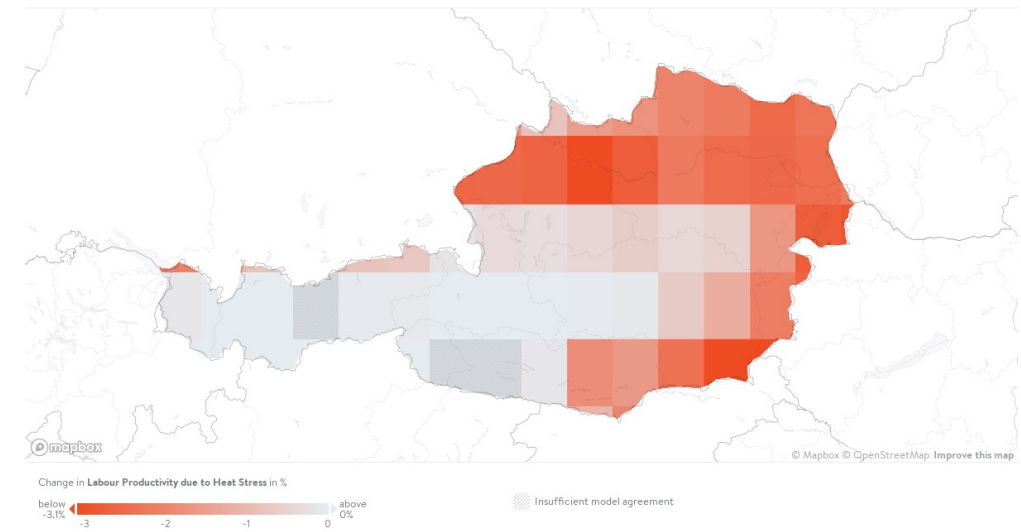 mapbox
© Mapbox © OpenStreetMap Improve this map
Change in Labour Productivity due to Heat Stress in %
below
-3.1%
above
0%
-3 -2 -1 0
Insufficient model agreement